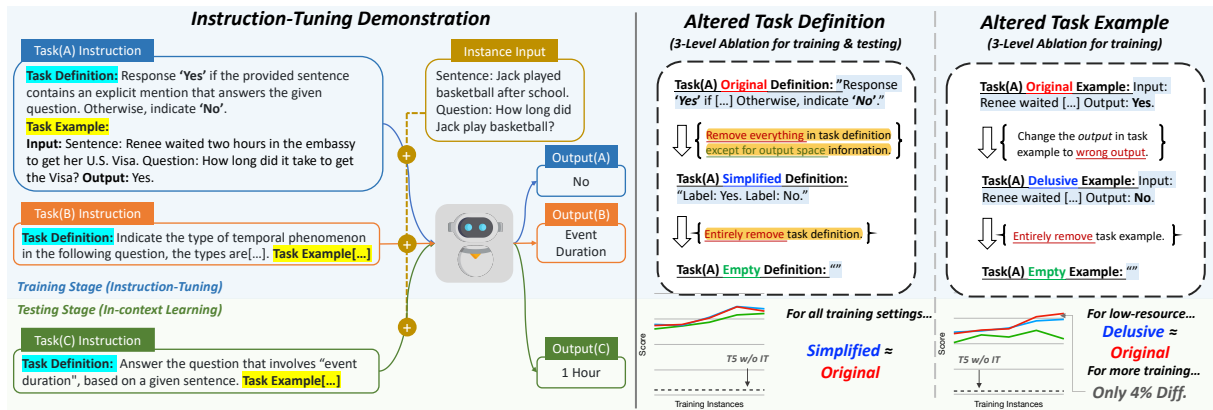 Instruction-Tuning Demonstration
Task(A) Instruction
Task Definition: Response ‘Yes’ if the provided sentence
contains an explicit mention that answers the given
question. Otherwise, indicate ‘No’.
Task Example:
Input: Sentence: Renee waited two hours in the embassy
to get her U.S. Visa. Question: How long did it take to get
the Visa? Output: Yes.
Instance Input
Sentence: Jack played
basketball after school.
Question: How long did
Jack play basketball?
Task(B) Instruction
Task Definition: Indicate the type of temporal phenomenon
in the following question, the types are[…]. Task Example[…]
Training Stage (Instruction-Tuning)
Testing Stage (In-context Learning)
Task(C) Instruction
Task Definition: Answer the question that involves “event
duration", based on a given sentence. Task Example[…]
+
+
+
Output(A)
No
Output(B)
Event
Duration
Output(C)
1 Hour
Altered Task Definition
(3-Level Ablation for training & testing)
Task(A) Original Definition: ”Response
‘Yes’ if […] Otherwise, indicate ‘No’.”
Remove everything in task definition
except for output space information.
Task(A) Simplified Definition:
“Label: Yes. Label: No.”
Entirely remove task definition.
Task(A) Empty Definition: “”
Score
T5 w/o IT
Training Instances
For all training settings…
Simplified ≈
Original
Altered Task Example
(3-Level Ablation for training)
Task(A) Original Example: Input:
Renee waited […] Output: Yes.
Change the output in task
example to wrong output.
Task(A) Delusive Example: Input:
Renee waited […] Output: No.
Entirely remove task example.
Task(A) Empty Example: “”
Score
T5 w/o IT
Training Instances
For low-resource…
Delusive ≈
Original
For more training…
Only 4% Diff.